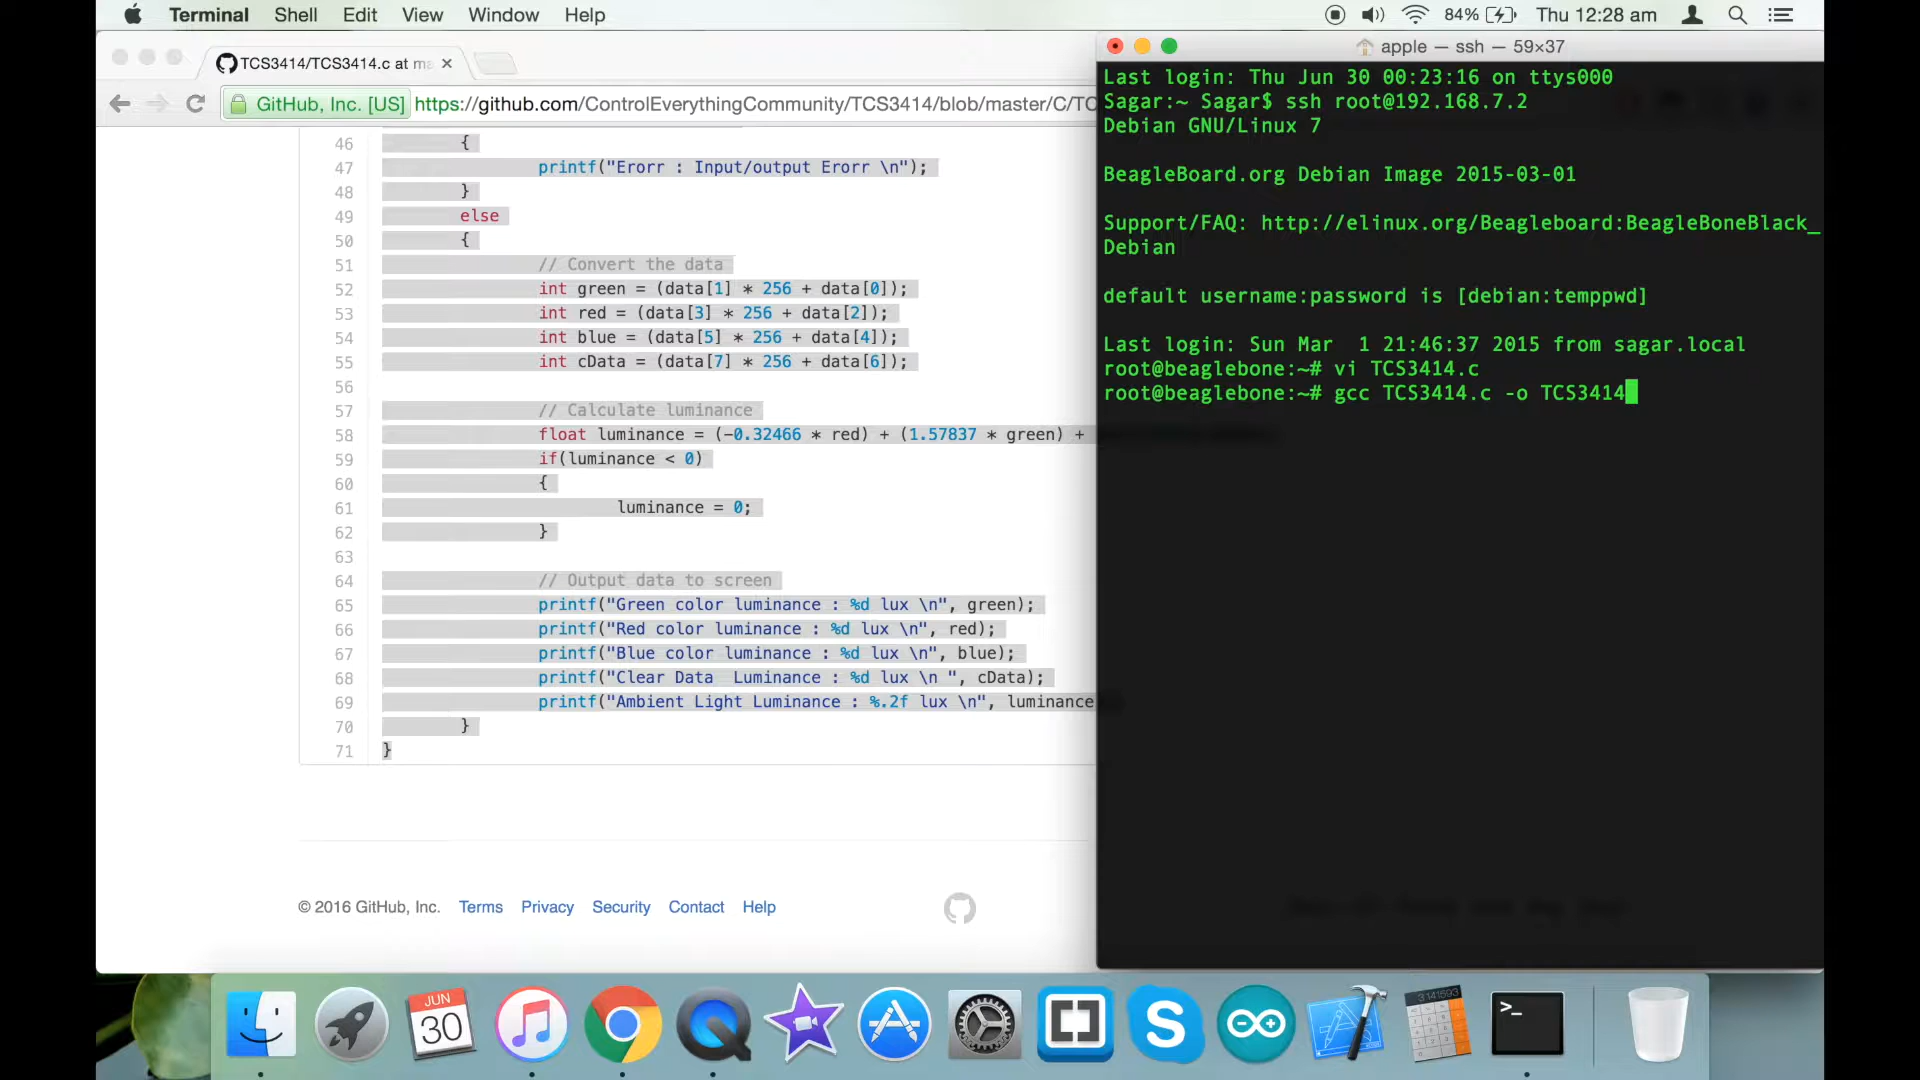 Terminal Shell Edit View Window Help 84% Thu 12:28 am
TCS3414/TCS3414.c at ma
GitHub, Inc. [US] https://github.com/ControlEverythingCommunity/TCS3414/blob/master/C/TC
46 {
47 printf("Erorr : Input/output Erorr \n");
48 }
49 else
50 {
51 // Convert the data
52 int green = (data[1] * 256 + data[0]);
53 int red = (data[3] * 256 + data[2]);
54 int blue = (data[5] * 256 + data[4]);
55 int cData = (data[7] * 256 + data[6]);
56
57 // Calculate luminance
58 float luminance = (-0.32466 * red) + (1.57837 * green) +
59 if(luminance < 0)
60 {
61 luminance = 0;
62 }
63
64 // Output data to screen
65 printf("Green color luminance : %d lux \n", green);
66 printf("Red color luminance : %d lux \n", red);
67 printf("Blue color luminance : %d lux \n", blue);
68 printf("Clear Data  Luminance : %d lux \n ", cData);
69 printf("Ambient Light Luminance : %.2f lux \n", luminance
70 }
71 }
© 2016 GitHub, Inc. Terms Privacy Security Contact Help
apple — ssh — 59×37
Last login: Thu Jun 30 00:23:16 on ttys000
Sagar:~ Sagar$ ssh root@192.168.7.2
Debian GNU/Linux 7
BeagleBoard.org Debian Image 2015-03-01
Support/FAQ: http://elinux.org/Beagleboard:BeagleBoneBlack_
Debian
default username:password is [debian:temppwd]
Last login: Sun Mar  1 21:46:37 2015 from sagar.local
root@beaglebone:~# vi TCS3414.c
root@beaglebone:~# gcc TCS3414.c -o TCS3414
JUN
30
3.141593
>_